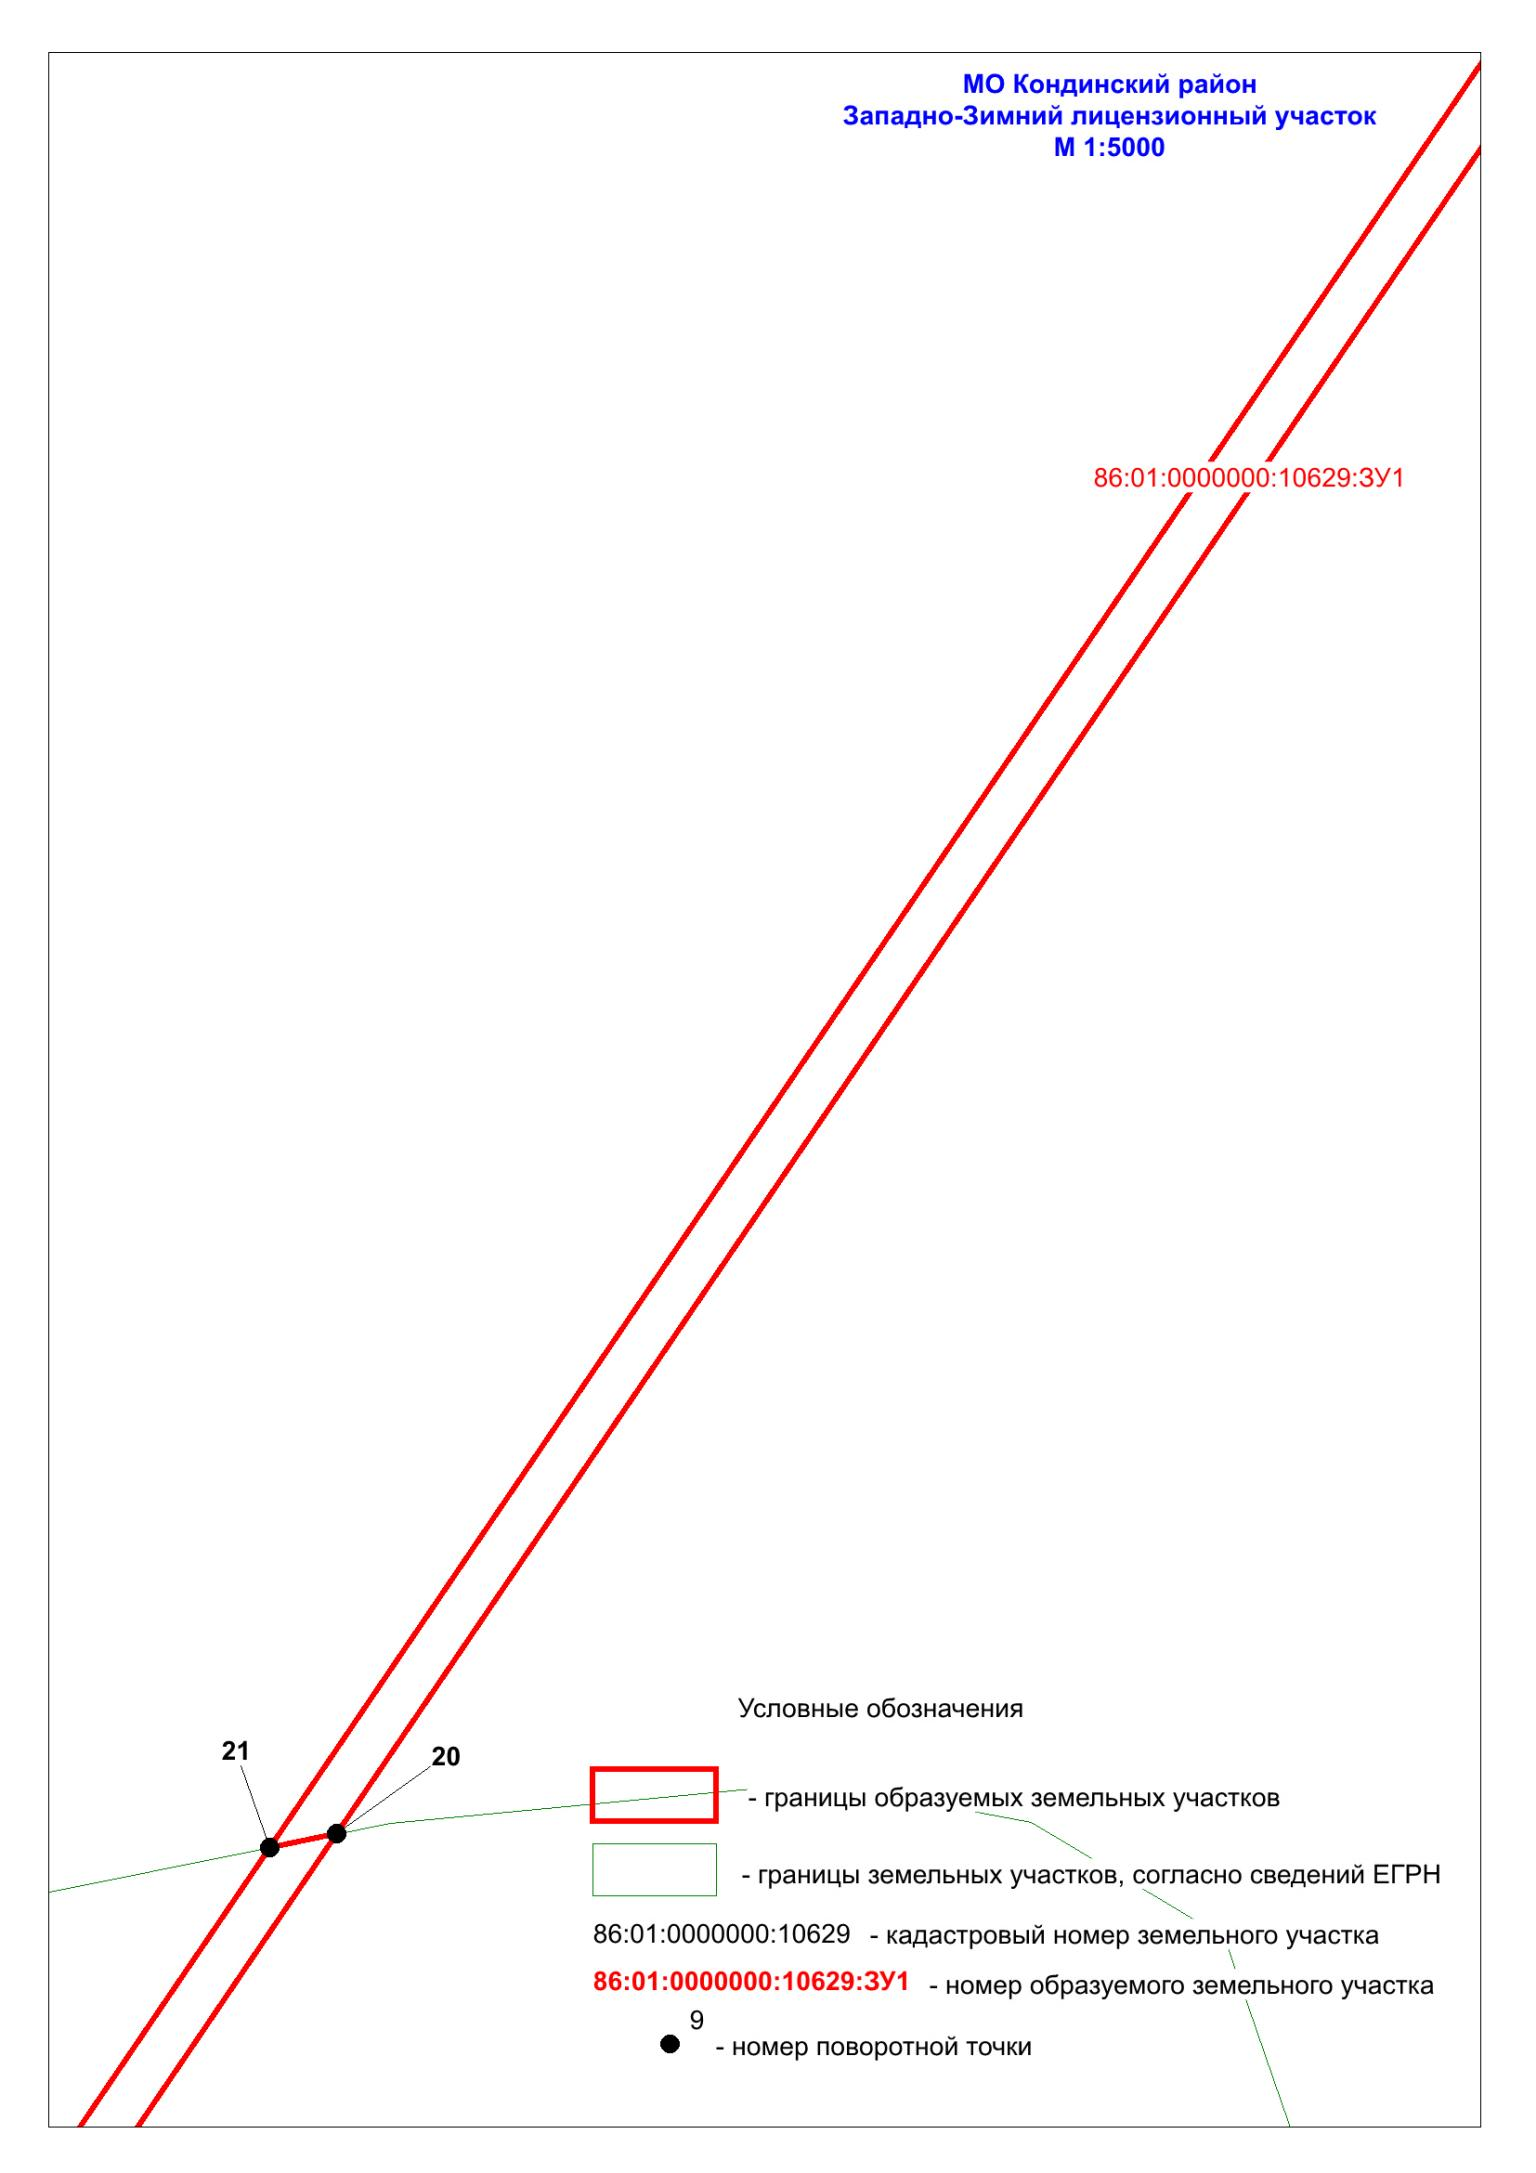 МО Кондинский район
Западно-Зимний лицензионный участок
М 1:5000
86:01:0000000:10629:ЗУ1
21
20
Условные обозначения
- границы образуемых земельных участков
- границы земельных участков, согласно сведений ЕГРН
86:01:0000000:10629 - кадастровый номер земельного участка
86:01:0000000:10629:ЗУ1 - номер образуемого земельного участка
9
- номер поворотной точки